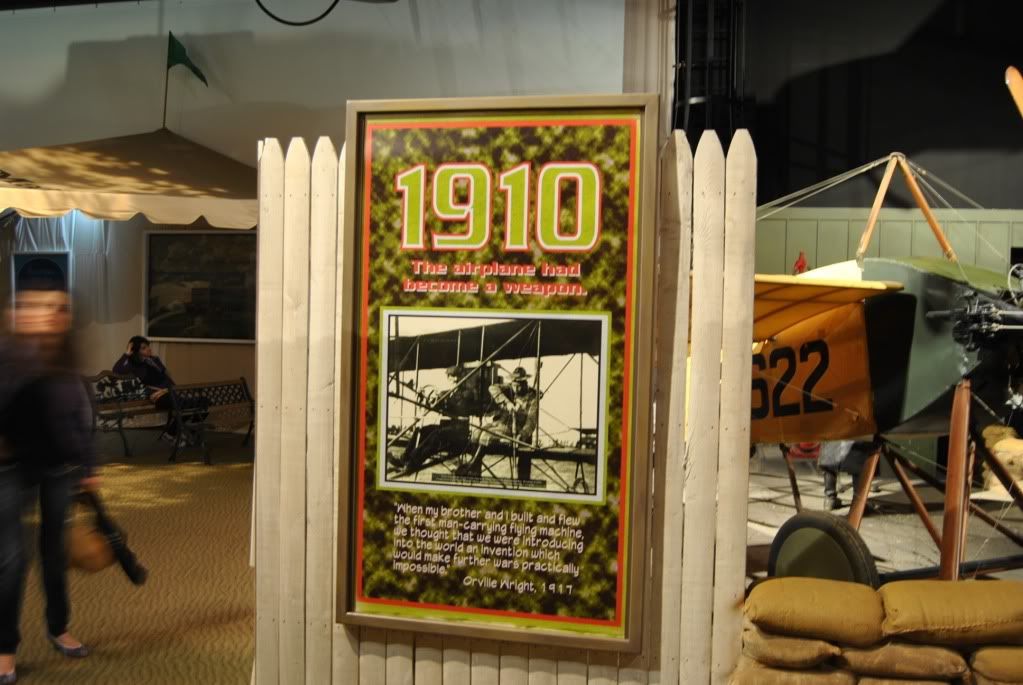 1910
The airplane had
become a weapon.
"When my brother and I built and flew
the first man-carrying flying machine,
we thought that we were introducing
into the world an invention which
would make further wars practically
impossible."
Orville Wright, 1917
622